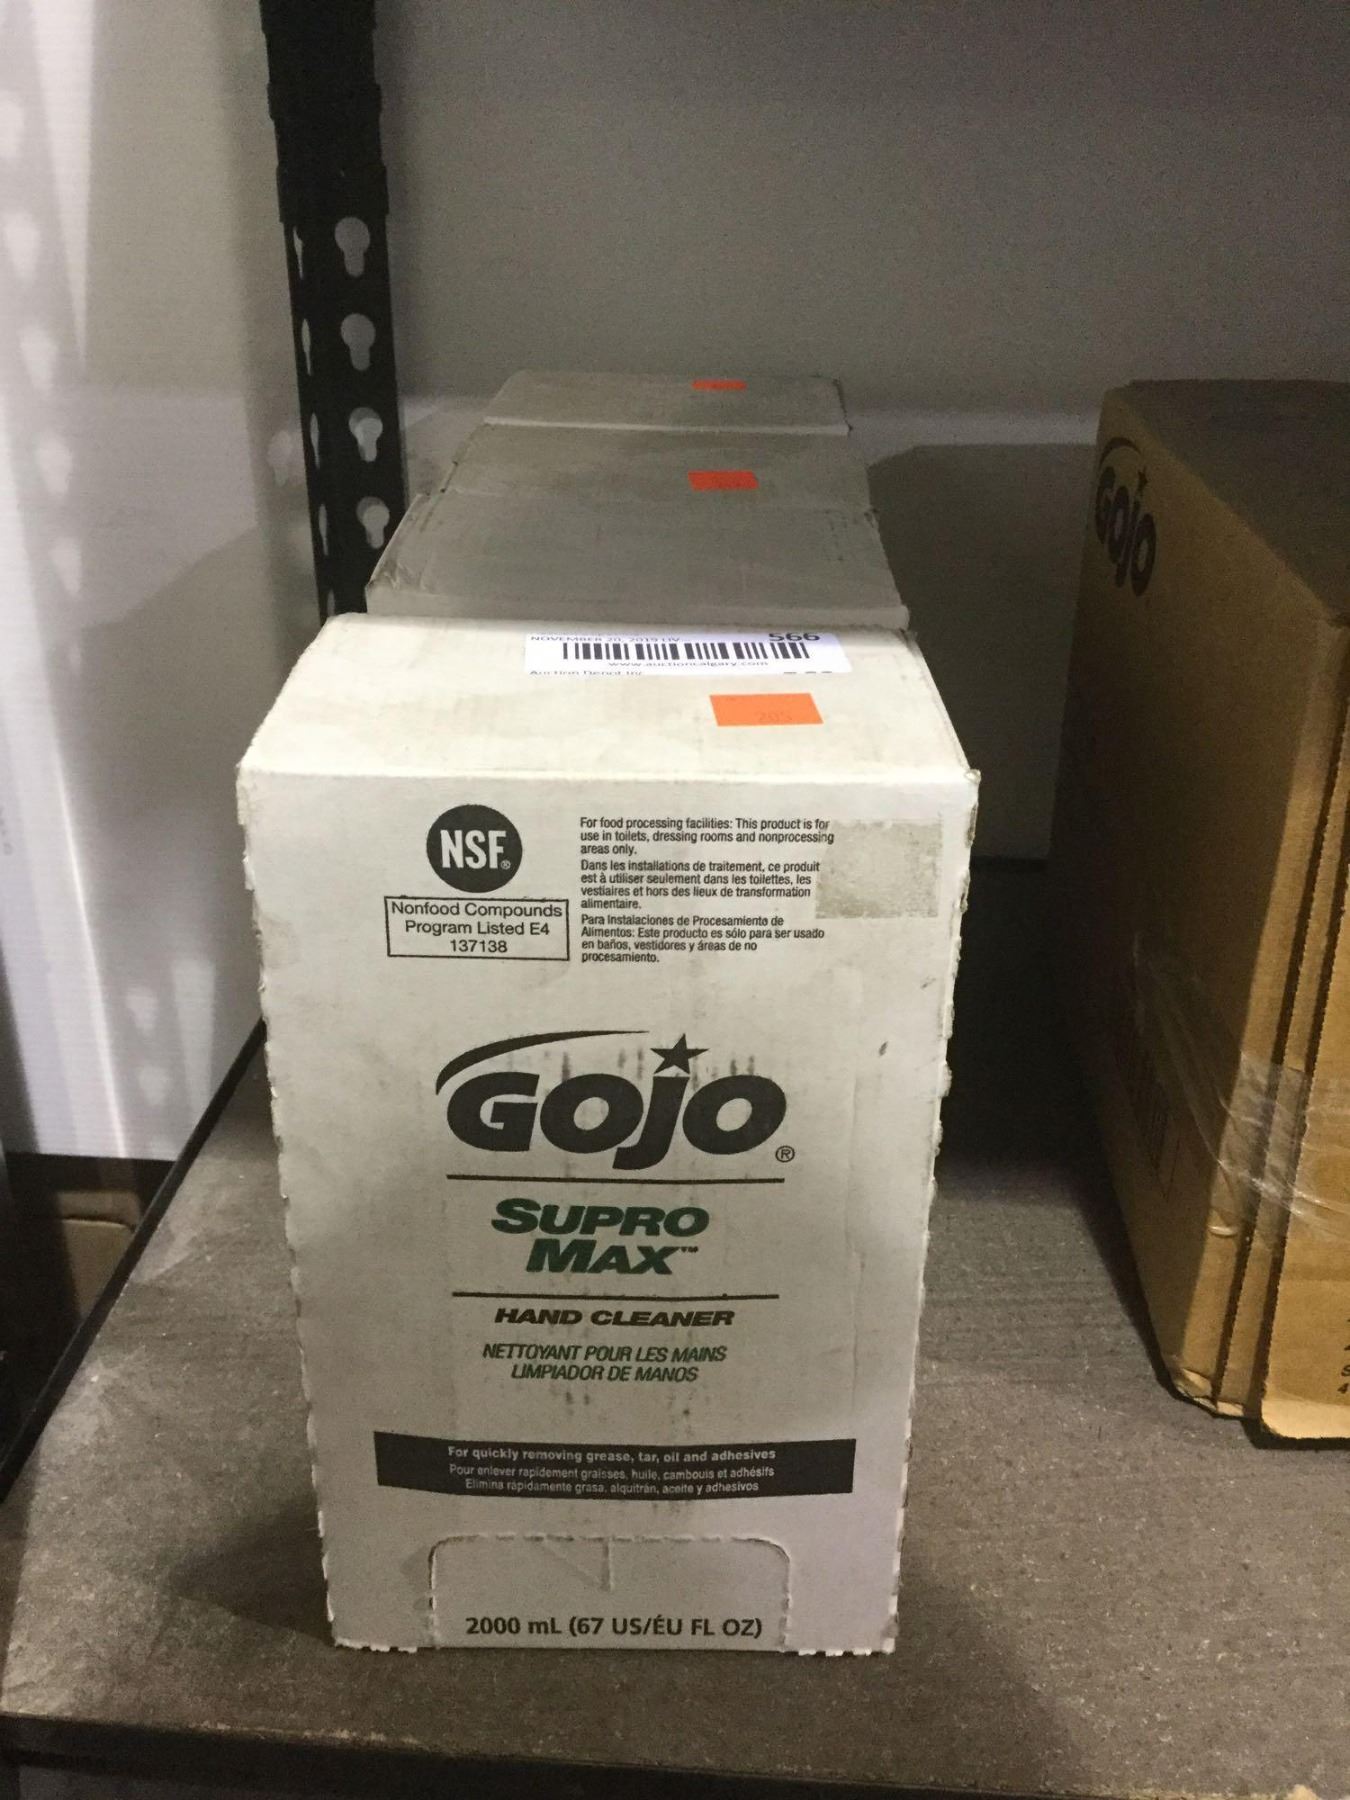 NOVEMBER 20, 2019 LIV...
566
www.auctioncalgary.com
Auction Depot Inc
203
NSF®
Nonfood Compounds
Program Listed E4
137138
For food processing facilities: This product is for
use in toilets, dressing rooms and nonprocessing
areas only.
Dans les installations de traitement, ce produit
est à utiliser seulement dans les toilettes, les
vestiaires et hors des lieux de transformation
alimentaire.
Para Instalaciones de Procesamiento de
Alimentos: Este producto es sólo para ser usado
en baños, vestidores y áreas de no
procesamiento.
GOJO®
SUPRO
MAX™
HAND CLEANER
NETTOYANT POUR LES MAINS
LIMPIADOR DE MANOS
For quickly removing grease, tar, oil and adhesives
Pour enlever rapidement graisses, huile, cambouis et adhésifs
Elimina rápidamente grasa, alquitrán, aceite y adhesivos
2000 mL (67 US/ÉU FL OZ)
GOJO